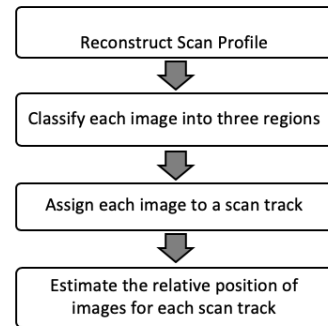 Reconstruct Scan Profile
Classify each image into three regions
Assign each image to a scan track
Estimate the relative position of
images for each scan track